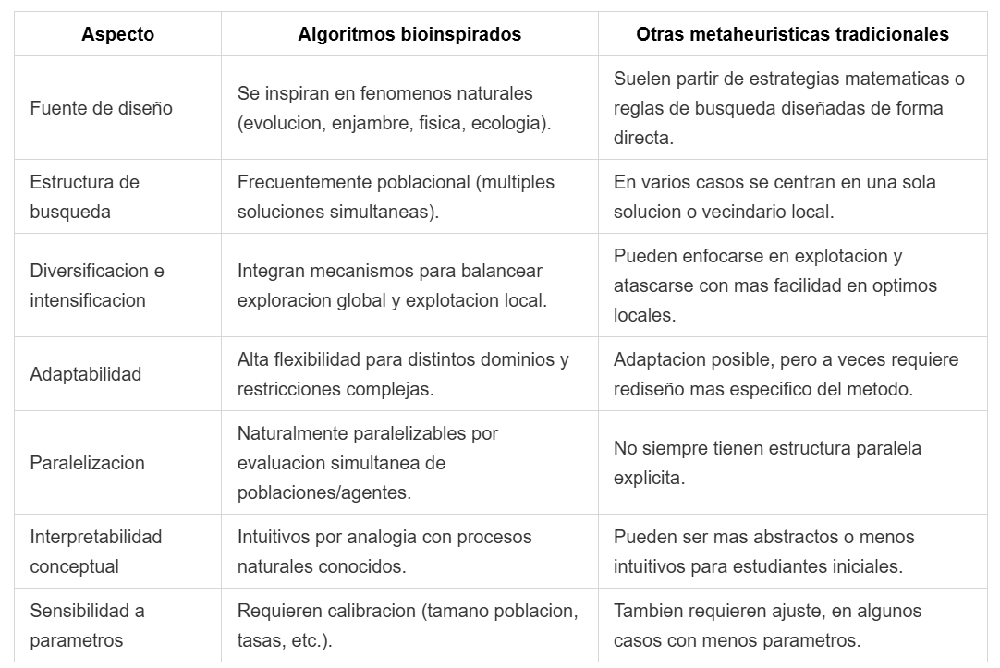 Aspecto
Algoritmos bioinspirados
Otras metaheuristicas tradicionales
Fuente de diseño
Se inspiran en fenomenos naturales
(evolucion, enjambre, fisica, ecologia).
Suelen partir de estrategias matematicas o
reglas de busqueda diseñadas de forma
directa.
Estructura de
busqueda
Frecuentemente poblacional (multiples
soluciones simultaneas).
En varios casos se centran en una sola
solucion o vecindario local.
Diversificacion e
intensificacion
Integran mecanismos para balancear
exploracion global y explotacion local.
Pueden enfocarse en explotacion y
atascarse con mas facilidad en optimos
locales.
Adaptabilidad
Alta flexibilidad para distintos dominios y
restricciones complejas.
Adaptacion posible, pero a veces requiere
rediseño mas especifico del metodo.
Paralelizacion
Naturalmente paralelizables por
evaluacion simultanea de
poblaciones/agentes.
No siempre tienen estructura paralela
explicita.
Interpretabilidad
conceptual
Intuitivos por analogia con procesos
naturales conocidos.
Pueden ser mas abstractos o menos
intuitivos para estudiantes iniciales.
Sensibilidad a
parametros
Requieren calibracion (tamano poblacion,
tasas, etc.).
Tambien requieren ajuste, en algunos
casos con menos parametros.